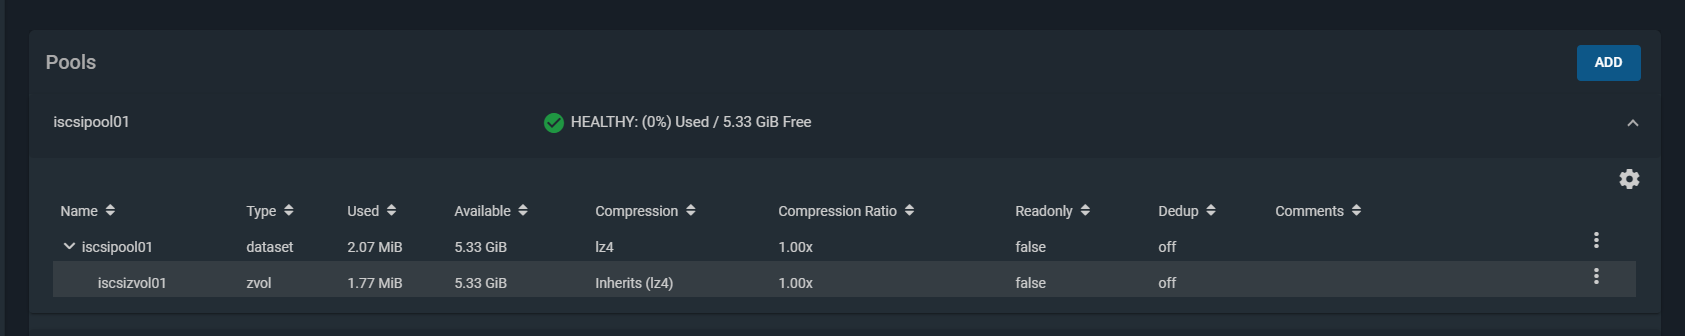 Pools
ADD
iscsipool01 HEALTHY: (0%) Used / 5.33 GiB Free
Name Type Used Available Compression Compression Ratio Readonly Dedup Comments
iscsipool01 dataset 2.07 MiB 5.33 GiB lz4 1.00x false off
iscsizvol01 zvol 1.77 MiB 5.33 GiB Inherits (lz4) 1.00x false off